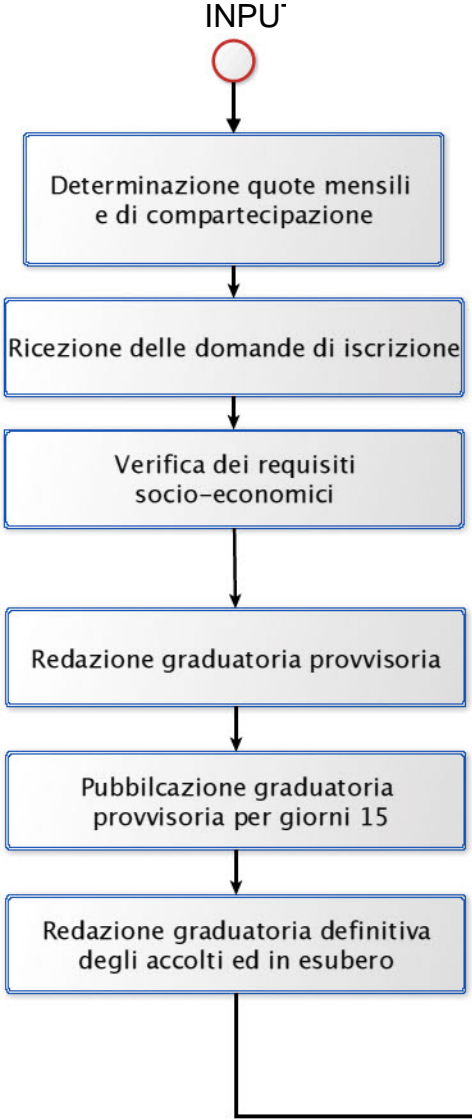 INPUT
Determinazione quote mensili
e di compartecipazione
Ricezione delle domande di iscrizione
Verifica dei requisiti
socio-economici
Redazione graduatoria provvisoria
Pubbilcazione graduatoria
provvisoria per giorni 15
Redazione graduatoria definitiva
degli accolti ed in esubero